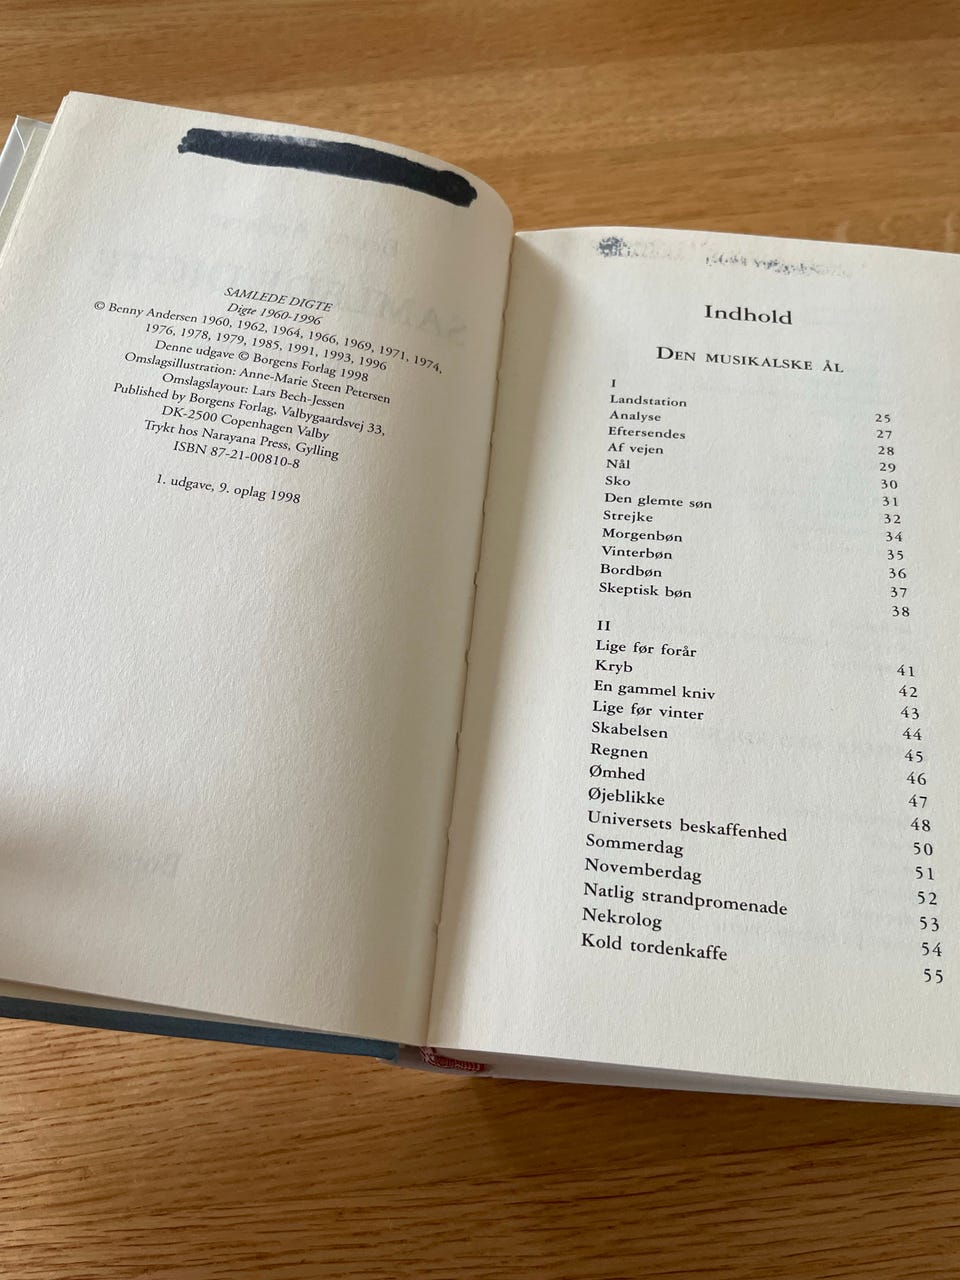 SAMLEDE DIGTE
Digte 1960-1996
© Benny Andersen 1960, 1962, 1964, 1966, 1969, 1971, 1974,
1976, 1978, 1979, 1985, 1991, 1993, 1996
Denne udgave © Borgens Forlag 1998
Omslagsillustration: Anne-Marie Steen Petersen
Omslagslayout: Lars Bech-Jessen
Published by Borgens Forlag, Valbygaardsvej 33,
DK-2500 Copenhagen Valby
Trykt hos Narayana Press, Gylling
ISBN 87-21-00810-8
1. udgave, 9. oplag 1998
Indhold
DEN MUSIKALSKE ÅL
I
Landstation 25
Analyse 27
Eftersendes 28
Af vejen 29
Nål 30
Sko 31
Den glemte søn 32
Strejke 34
Morgenbøn 35
Vinterbøn 36
Bordbøn 37
Skeptisk bøn 38
II
Lige før forår 41
Kryb 42
En gammel kniv 43
Lige før vinter 44
Skabelsen 45
Regnen 46
Ømhed 47
Øjeblikke 48
Universets beskaffenhed 50
Sommerdag 51
Novemberdag 52
Natlig strandpromenade 53
Nekrolog 54
Kold tordenkaffe 55